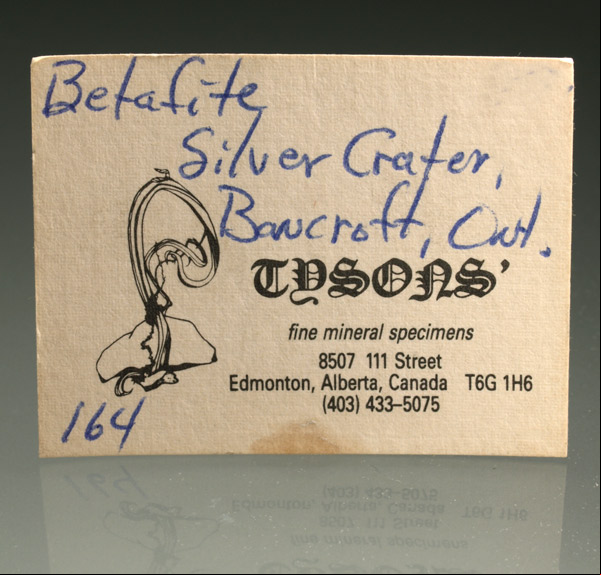 Betafite
Silver Crater,
Bancroft, Ont.
TYSONS'
fine mineral specimens
8507 111 Street
Edmonton, Alberta, Canada T6G 1H6
(403) 433-5075
164